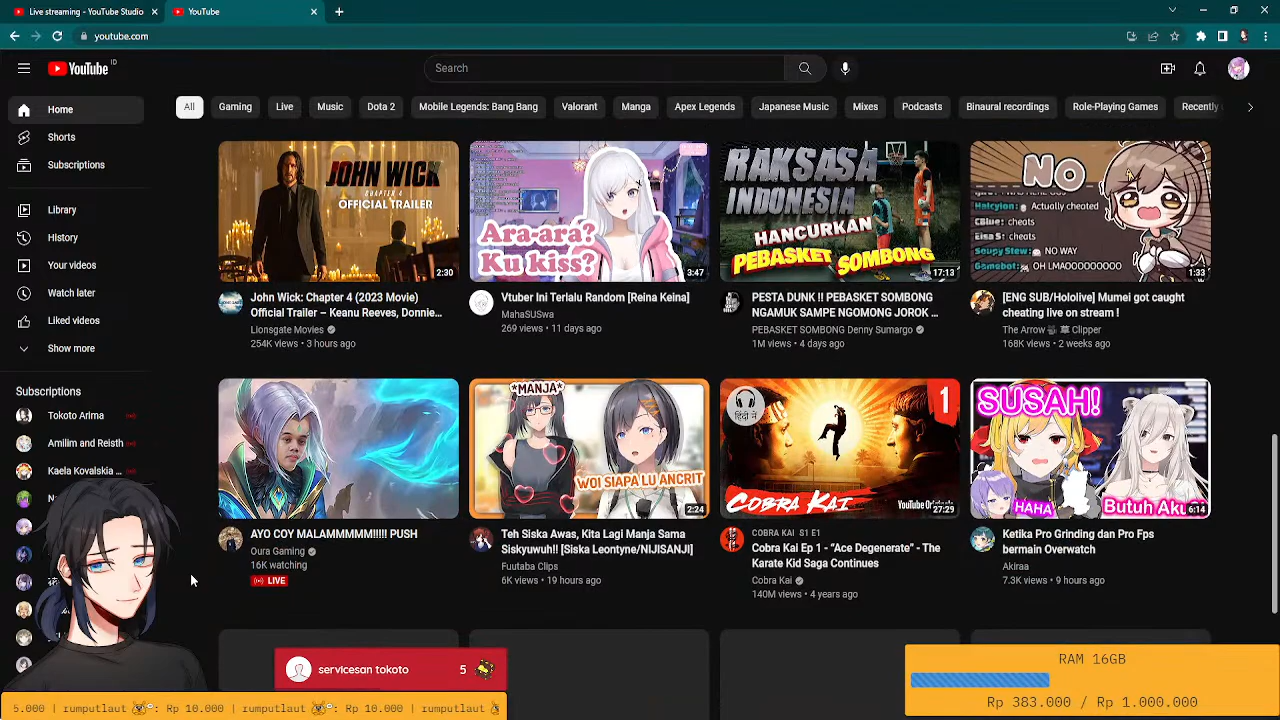 Live streaming - YouTube Studio
YouTube
youtube.com
YouTube ID
Search
Home
Shorts
Subscriptions
Library
History
Your videos
Watch later
Liked videos
Show more
Subscriptions
Tokoto Arima
Amilim and Reisth
Kaela Kovalskia ...
All
Gaming
Live
Music
Dota 2
Mobile Legends: Bang Bang
Valorant
Manga
Apex Legends
Japanese Music
Mixes
Podcasts
Binaural recordings
Role-Playing Games
Recently
JOHN WICK
CHAPTER 4
OFFICIAL TRAILER
2:30
John Wick: Chapter 4 (2023 Movie)
Official Trailer – Keanu Reeves, Donnie...
Lionsgate Movies
254K views • 3 hours ago
Ara-ara?
Ku kiss?
3:47
Vtuber Ini Terlalu Random [Reina Keina]
MahaSUSwa
269 views • 11 days ago
RAKSASA
INDONESIA
HANCURKAN
PEBASKET SOMBONG
17:13
PESTA DUNK !! PEBASKET SOMBONG
NGAMUK SAMPE NGOMONG JOROK ...
PEBASKET SOMBONG Denny Sumargo
1M views • 4 days ago
No
Halcyion: Actually cheated
CBlue: cheats
Eisa S: cheats
Soupy Stew: NO WAY
Gamebot: OH LMAOOOOOOOO
1:33
[ENG SUB/Hololive] Mumei got caught
cheating live on stream !
The Arrow 草 Clipper
168K views • 2 weeks ago
AYO COY MALAMMMMM!!!!! PUSH
Oura Gaming
16K watching
LIVE
*MANJA*
WOI SIAPA LU ANCRIT
2:24
Teh Siska Awas, Kita Lagi Manja Sama
Siskyuwuh!! [Siska Leontyne/NIJISANJI]
Fuutaba Clips
6K views • 19 hours ago
हिंदी में
1
COBRA KAI
YouTube Originals
27:29
COBRA KAI S1 E1
Cobra Kai Ep 1 - “Ace Degenerate” - The
Karate Kid Saga Continues
Cobra Kai
140M views • 4 years ago
SUSAH!
HAHA
Butuh Aku
6:14
Ketika Pro Grinding dan Pro Fps
bermain Overwatch
Akiraa
7.3K views • 9 hours ago
servicesan tokoto 5
5.000 | rumputlaut : Rp 10.000 | rumputlaut : Rp 10.000 | rumputlaut
RAM 16GB
Rp 383.000 / Rp 1.000.000